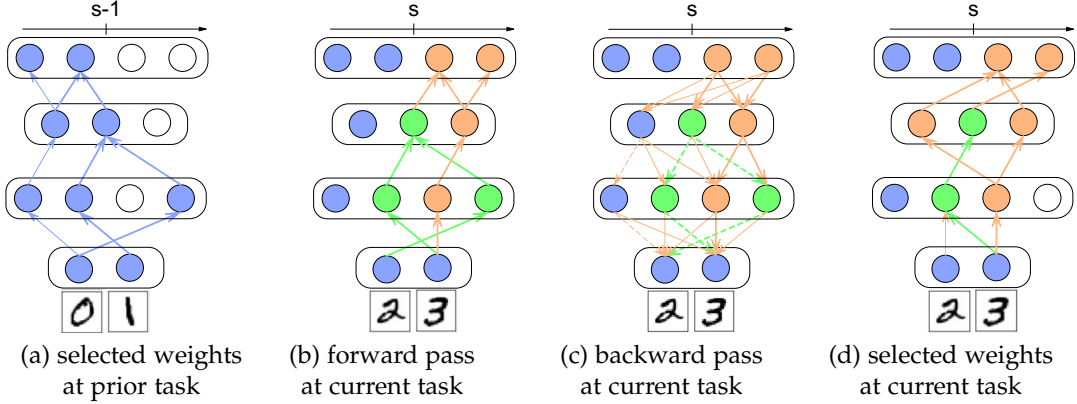 s-1 s s s
0 1 2 3 2 3 2 3
(a) selected weights (b) forward pass (c) backward pass (d) selected weights
at prior task at current task at current task at current task